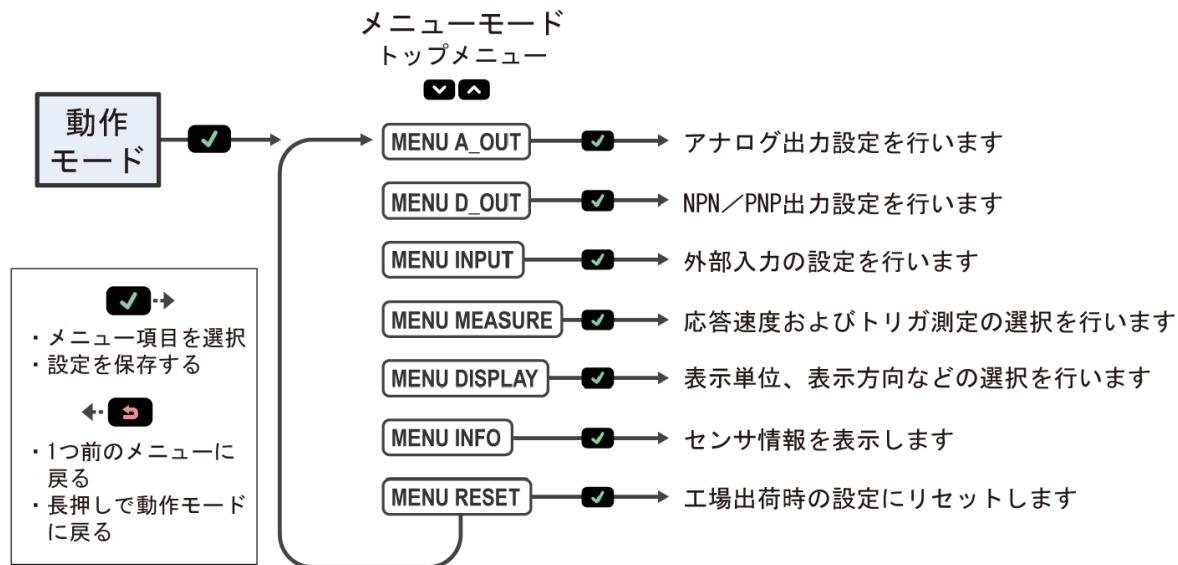 メニューモード
トップメニュー
動作
モード
MENU A_OUT
アナログ出力設定を行います
MENU D_OUT
NPN／PNP出力設定を行います
MENU INPUT
外部入力の設定を行います
MENU MEASURE
応答速度およびトリガ測定の選択を行います
MENU DISPLAY
表示単位、表示方向などの選択を行います
MENU INFO
センサ情報を表示します
MENU RESET
工場出荷時の設定にリセットします
・メニュー項目を選択
・設定を保存する
・1つ前のメニューに
戻る
・長押しで動作モード
に戻る